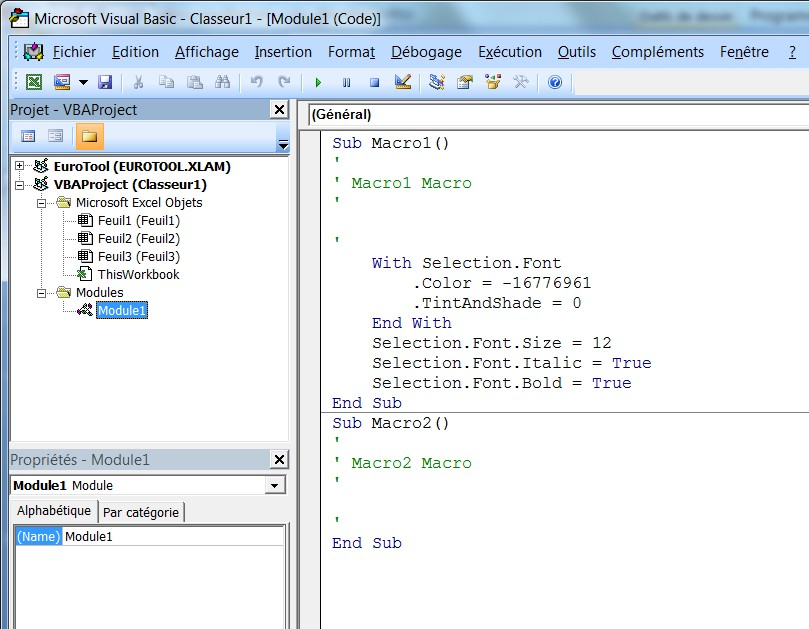 Microsoft Visual Basic - Classeur1 - [Module1 (Code)]
Fichier Edition Affichage Insertion Format Débogage Exécution Outils Compléments Fenêtre ?
Projet - VBAProject
EuroTool (EUROTOOL.XLAM)
VBAProject (Classeur1)
Microsoft Excel Objets
Feuil1 (Feuil1)
Feuil2 (Feuil2)
Feuil3 (Feuil3)
ThisWorkbook
Modules
Module1
Propriétés - Module1
Module1 Module
Alphabétique Par catégorie
(Name) Module1
(Général)
Sub Macro1()
'
' Macro1 Macro
'
'
With Selection.Font
.Color = -16776961
.TintAndShade = 0
End With
Selection.Font.Size = 12
Selection.Font.Italic = True
Selection.Font.Bold = True
End Sub
Sub Macro2()
'
' Macro2 Macro
'
'
End Sub